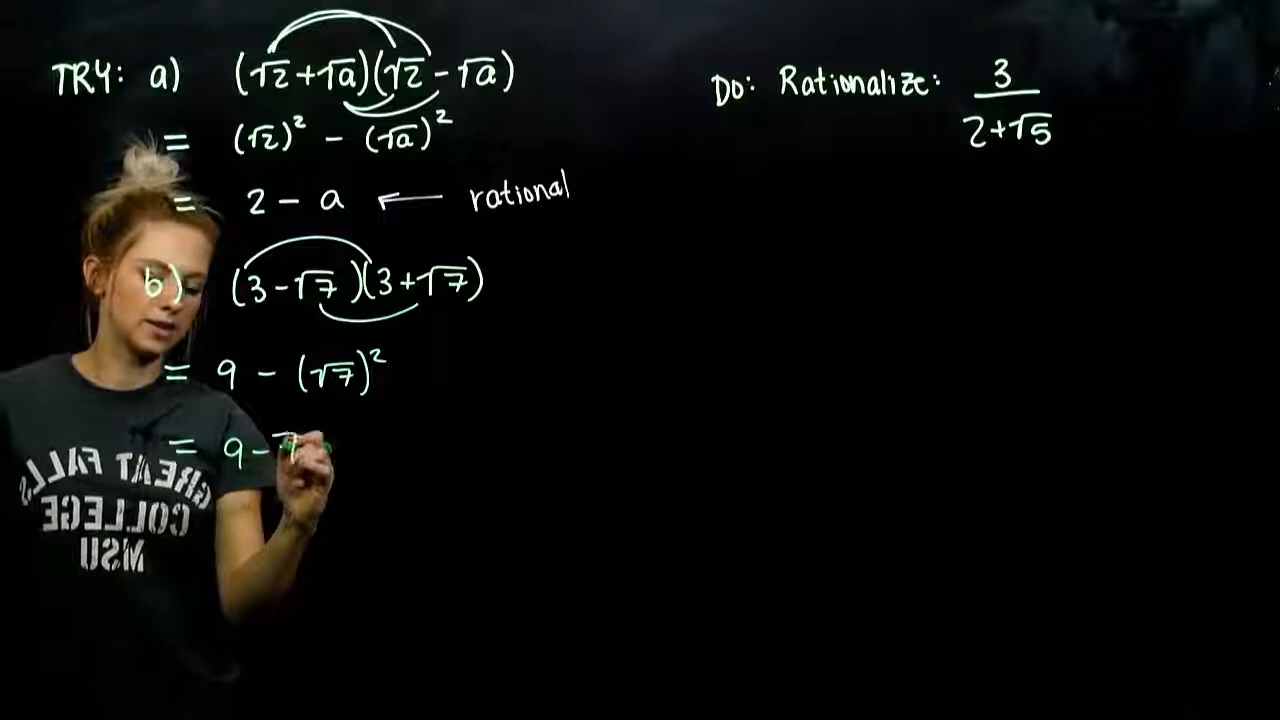 TRY: a) (√2+√a)(√2-√a)
= (√2)² - (√a)²
= 2 - a ← rational
b) (3-√7)(3+√7)
= 9 - (√7)²
= 9-7
Do: Rationalize: 3/(2+√5)
GREAT FALLS
COLLEGE
MSU